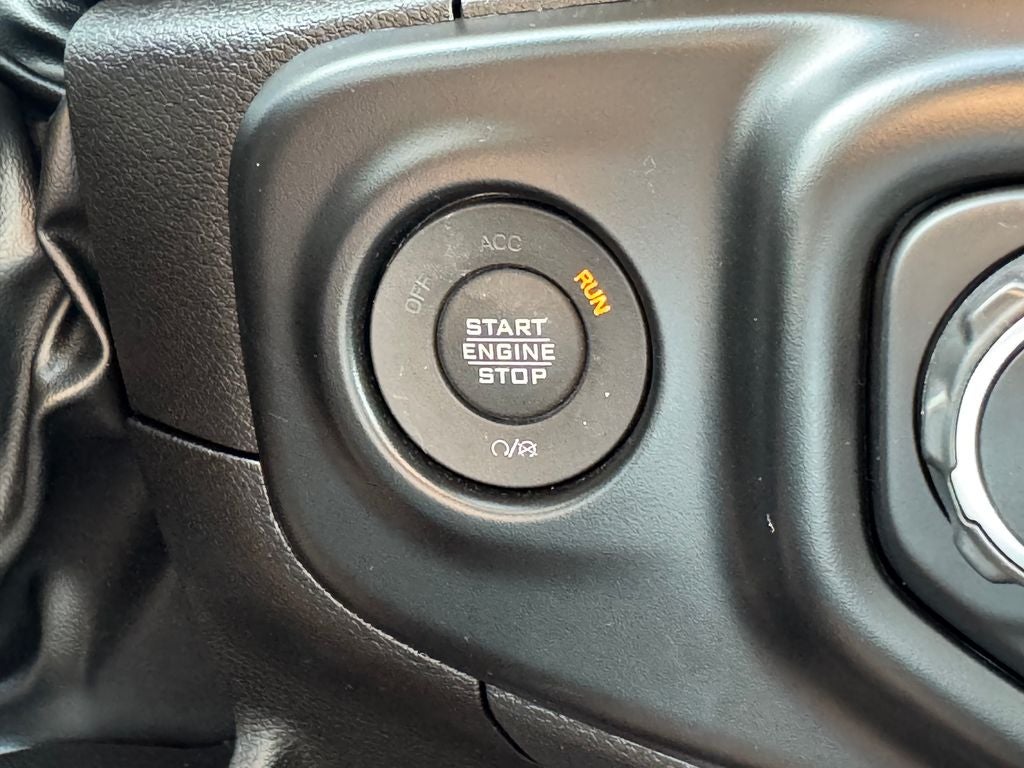 OFF
ACC
RUN
START
ENGINE
STOP